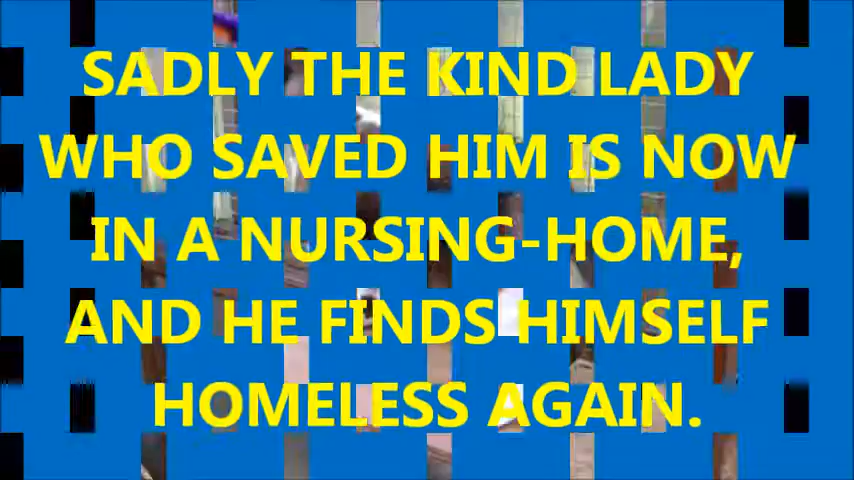 SADLY THE KIND LADY
WHO SAVED HIM IS NOW
IN A NURSING-HOME,
AND HE FINDS HIMSELF
HOMELESS AGAIN.